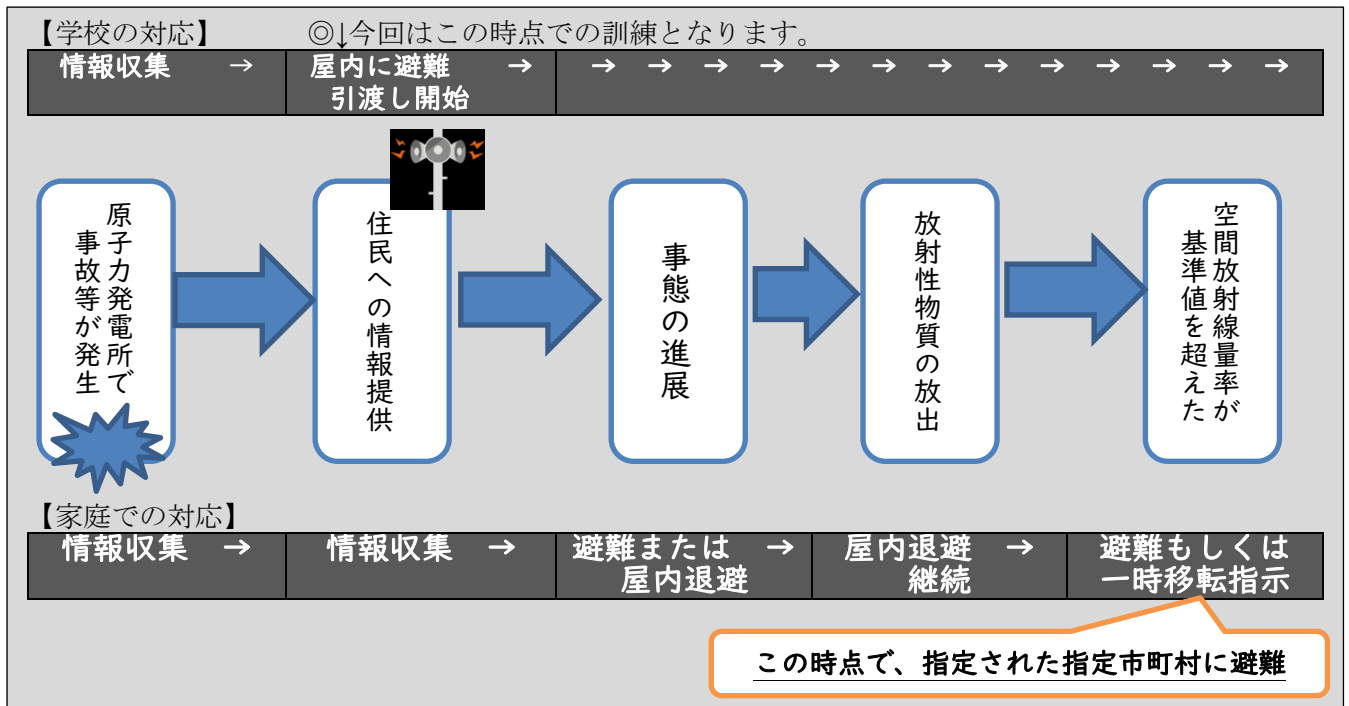 【学校の対応】 ◎↓今回はこの時点での訓練となります。
情報収集 → 屋内に避難 → → → → → → → → → → → → → →
引渡し開始
原子力発電所で
事故等が発生
住民への情報提供
事態の進展
放射性物質の放出
空間放射線量率が
基準値を超えた
【家庭での対応】
情報収集 → 情報収集 → 避難または → 屋内退避 → 避難もしくは
屋内退避 継続 一時移転指示
この時点で、指定された指定市町村に避難